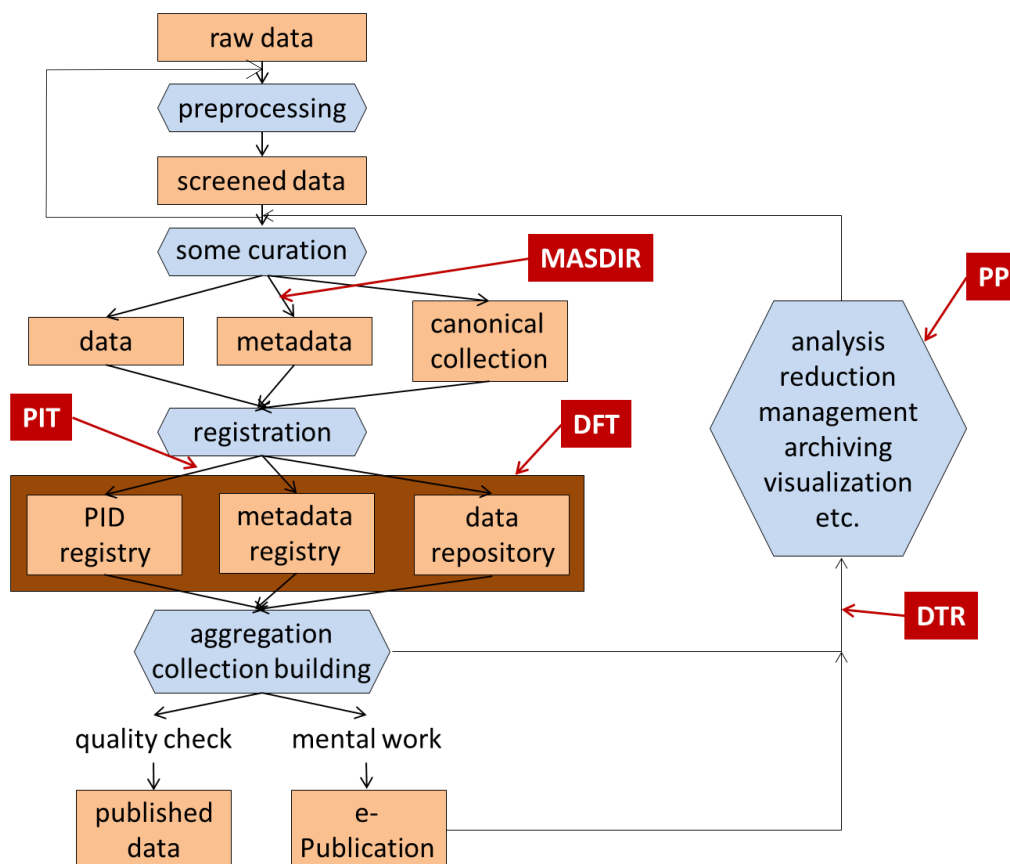 raw data
preprocessing
screened data
some curation
MASDIR
PP
data
metadata
canonical
collection
analysis
reduction
management
archiving
visualization
etc.
PIT
registration
DFT
PID
registry
metadata
registry
data
repository
DTR
aggregation
collection building
quality check
mental work
published
data
e-
Publication